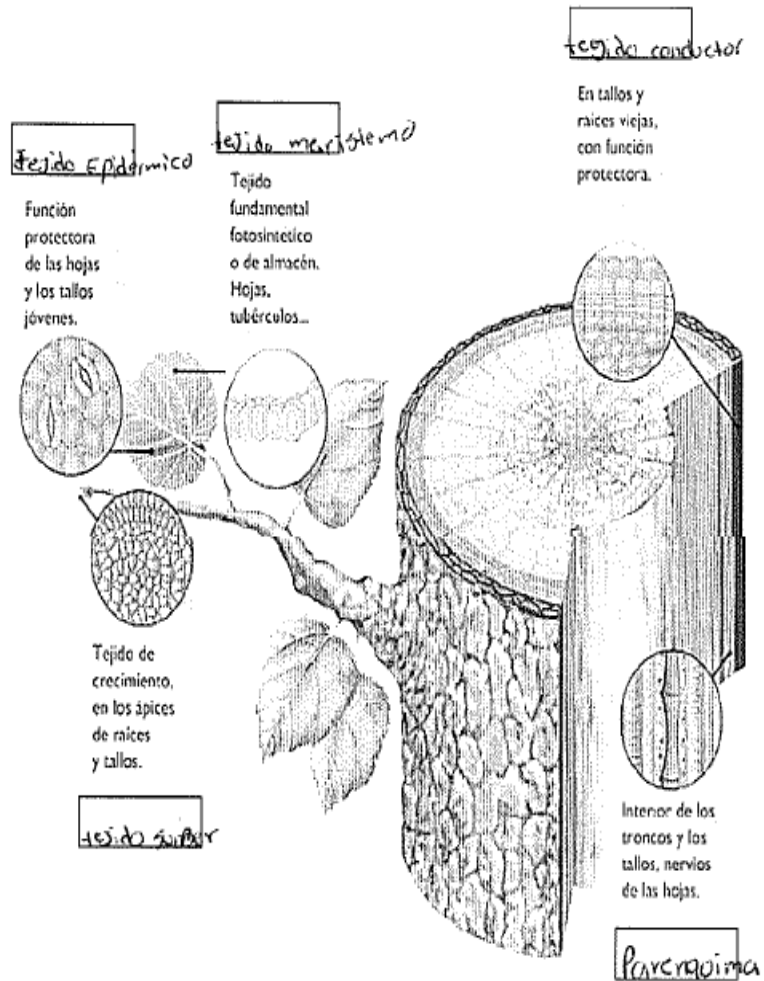 tegido conductor
En tallos y
raíces viejas,
con función
protectora.
tejido Epidérmico
Función
protectora
de las hojas
y los tallos
jóvenes.
tejido meristemo
Tejido
fundamental
fotosintético
o de almacén.
Hojas,
tubérculos...
Tejido de
crecimiento,
en los ápices
de raíces
y tallos.
tejido
Interior de los
troncos y los
tallos, nervios
de las hojas.
Parenquima